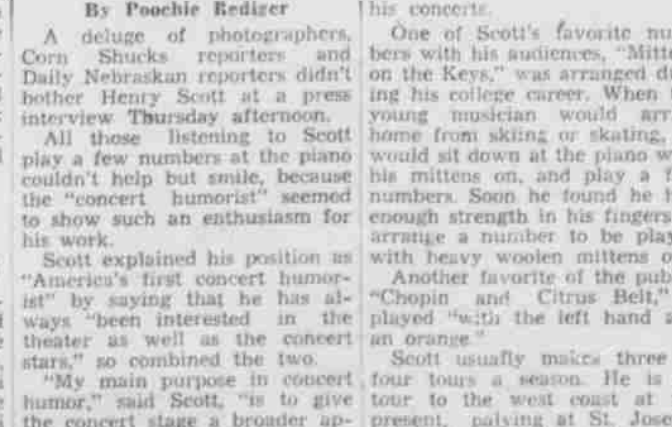 By Poochie Rediger
A deluge of photographers,
Corn Shucks reporters and
Daily Nebraskan reporters didn't
bother Henry Scott at a press
interview Thursday afternoon.
All those listening to Scott
play a few numbers at the piano
couldn't help but smile, because
the "concert humorist" seemed
to show such an enthusiasm for
his work.
Scott explained his position as
"America's first concert humor-
ist" by saying that he has al-
ways "been interested in the
theater as well as the concert
stars," so combined the two.
"My main purpose in concert
humor," said Scott, "is to give
the concert stage a broader ap-
his concerts.
One of Scott's favorite nu
bers with his audiences, "Mitt
on the Keys," was arranged d
ing his college career. When
young musician would arr
home from skiing or skating,
would sit down at the piano w
his mittens on, and play a f
numbers. Soon he found he
enough strength in his fingers
arrange a number to be play
with heavy woolen mittens o
Another favorite of the pub
"Chopin and Citrus Belt,"
played "with the left hand a
an orange."
Scott usually makes three
four tours a season. He is
tour to the west coast at
present, palying at St. Jose